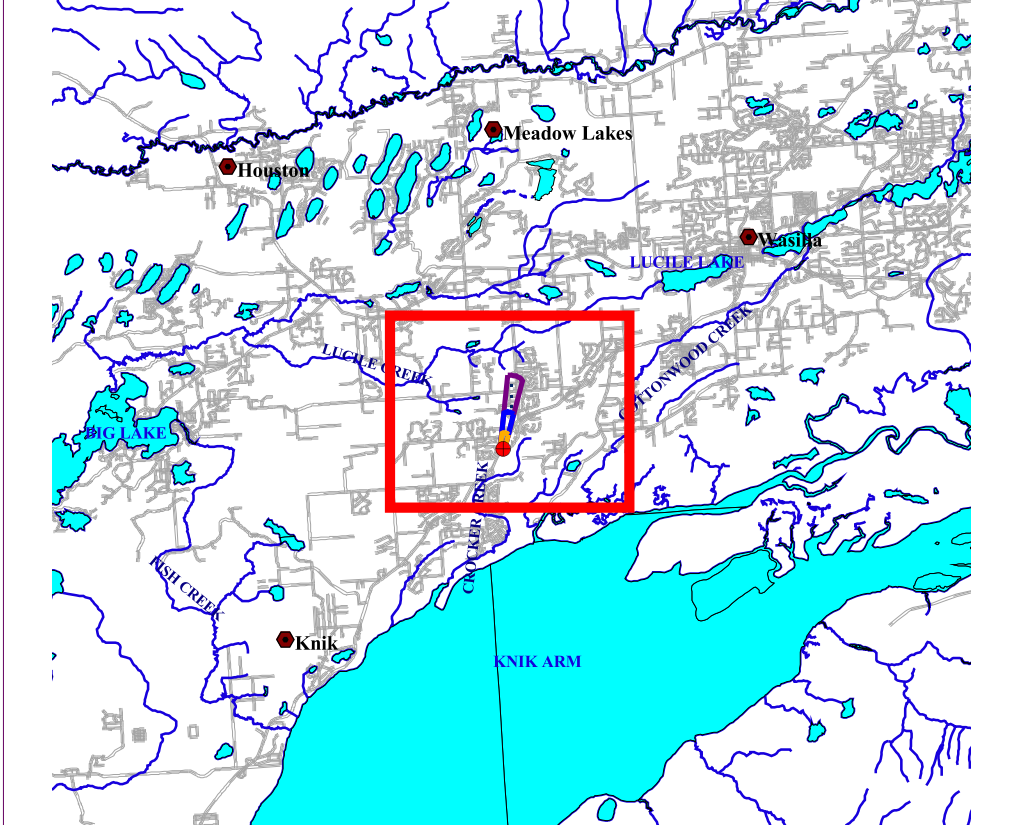 Meadow Lakes
Houston
Wasilla
LUCILE LAKE
LUCILE CREEK
COTTONWOOD CREEK
BIG LAKE
CROCKER CREEK
FISH CREEK
Knik
KNIK ARM